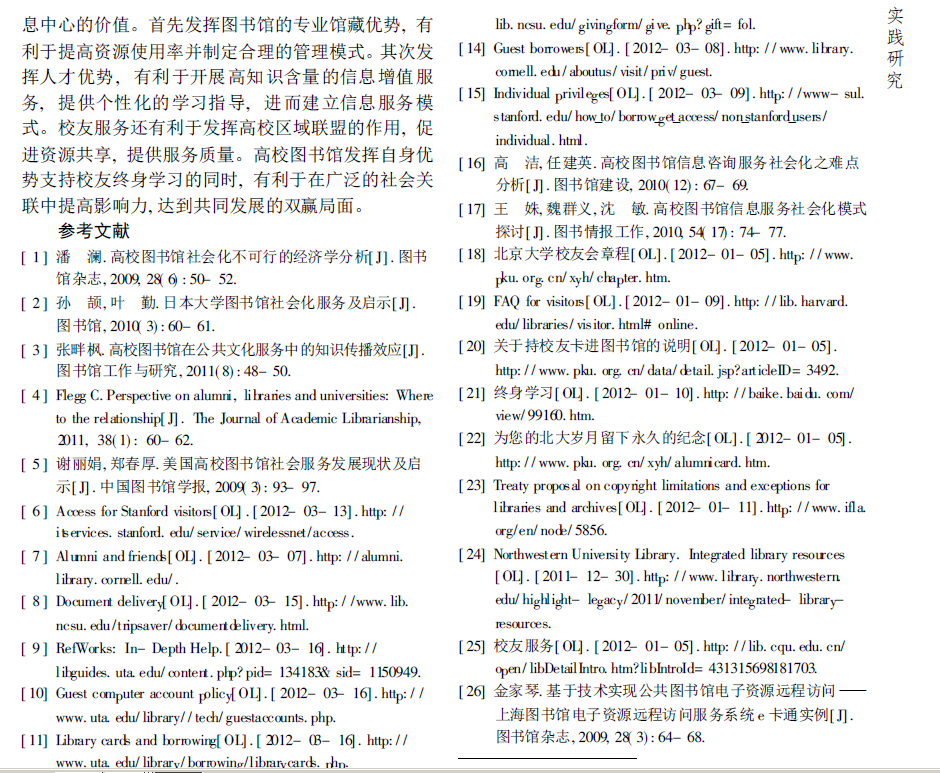 息中心的价值。首先发挥图书馆的专业馆藏优势, 有
利于提高资源使用率并制定合理的管理模式。其次发
挥人才优势, 有利于开展高知识含量的信息增值服
务, 提供个性化的学习指导, 进而建立信息服务模
式。校友服务还有利于发挥高校区域联盟的作用, 促
进资源共享, 提供服务质量。高校图书馆发挥自身优
势支持校友终身学习的同时, 有利于在广泛的社会关
联中提高影响力, 达到共同发展的双赢局面。
参考文献
[ 1 ] 潘 澜. 高校图书馆社会化不可行的经济学分析[ J] . 图书
馆杂志, 2009, 28( 6) : 50- 52.
[ 2 ] 孙 颉, 叶 勤. 日本大学图书馆社会化服务及启示[ J] .
图书馆, 2010( 3) : 60- 61.
[ 3 ] 张畔枫. 高校图书馆在公共文化服务中的知识传播效应[J] .
图书馆工作与研究, 2011( 8) : 48- 50.
[ 4 ] Flegg C. Perspective on alumni, libraries and universities: Where
to the relationship[ J] . The Journal of Academic Librarianship,
2011, 38( 1) : 60- 62.
[ 5 ] 谢丽娟, 郑春厚. 美国高校图书馆社会服务发展现状及启
示[ J] . 中国图书馆学报, 2009( 3) : 93- 97.
[ 6 ] Access for Stanford visitors[ OL] . [ 2012- 03- 13] . http: / /
itservices. stanford. edu/ service/ wirelessnet/ access.
[ 7 ] Alumni and friends[ OL] . [ 2012- 03- 07] . http: / / alumni.
library. cornell. edu/ .
[ 8 ] Document delivery[ OL] . [ 2012- 03- 15] . http: / /www. lib.
ncsu. edu/ tripsaver/ documentdelivery. html.
[ 9 ] RefWorks: In- Depth Help. [ 2012- 03- 16] . http: / /
libguides. uta. edu/ content. php? pid= 134183& sid= 1150949.
[ 10] Guest computer account policy[ OL] . [ 2012- 03- 16] . http: / /
www. uta. edu/ library/ / tech/ guestaccounts. php.
[ 11] Library cards and borrowing[ OL] . [ 2012- 03- 16] . http: / /
www. uta. edu/ library/ borrowing/ librarycards. php.
lib. ncsu. edu/ givingform/ give. php? gift= fol.
[ 14] Guest borrowers[ OL] . [ 2012- 03- 08] . http: / / www. library.
cornell. edu/ aboutus/ visit/ priv/ guest.
[ 15] Individual privileges[ OL] . [ 2012- 03- 09] . http: / /www- sul.
stanford. edu/ how_to/ borrow_get_access/ non_stanford_users/
individual. html .
[ 16] 高 洁, 任建英. 高校图书馆信息咨询服务社会化之难点
分析[ J] . 图书馆建设, 2010( 12) : 67- 69.
[ 17] 王 姝, 魏群义, 沈 敏. 高校图书馆信息服务社会化模式
探讨[ J] . 图书情报工作, 2010, 54( 17) : 74- 77.
[ 18] 北京大学校友会章程[ OL] . [ 2012- 01- 05] . http: / / www.
pku. org. cn/ xyh/ chapter. htm.
[ 19] FAQ for visitors[ OL] . [ 2012- 01- 09] . http: / / lib. harvard.
edu/ libraries/ visitor. html# online.
[ 20] 关于持校友卡进图书馆的说明[ OL] . [ 2012- 01- 05] .
http: / / www. pku. org. cn/ data/ detail. jsp? articleID= 3492.
[ 21] 终身学习[ OL] . [ 2012- 01- 10] . http: / / baike. baidu. com/
view/ 99160. htm.
[ 22] 为您的北大岁月留下永久的纪念[ OL] . [ 2012- 01- 05] .
http: / / www. pku. org. cn/ xyh/ alumnicard. htm.
[ 23] Treaty proposal on copyright limitations and exceptions for
libraries and archives[ OL] . [ 2012- 01- 11] . http: / / www. ifla.
org/ en/ node/ 5856.
[ 24] Northwestern University Library. Integrated library resources
[ OL] . [ 2011- 12- 30] . http: / / www. library. northwestern.
edu/ highlight- legacy/ 2011/ november/ integrated- library-
resources.
[ 25] 校友服务[ OL] . [ 2012- 01- 05] . http: / / lib. cqu. edu. cn/
open/ libDetailIntro. htm? libIntroId= 431315698181703.
[ 26] 金家琴. 基于技术实现公共图书馆电子资源远程访问 ——
上海图书馆电子资源远程访问服务系统 e 卡通实例[ J] .
图书馆杂志, 2009, 28( 3) : 64- 68.
实践研究